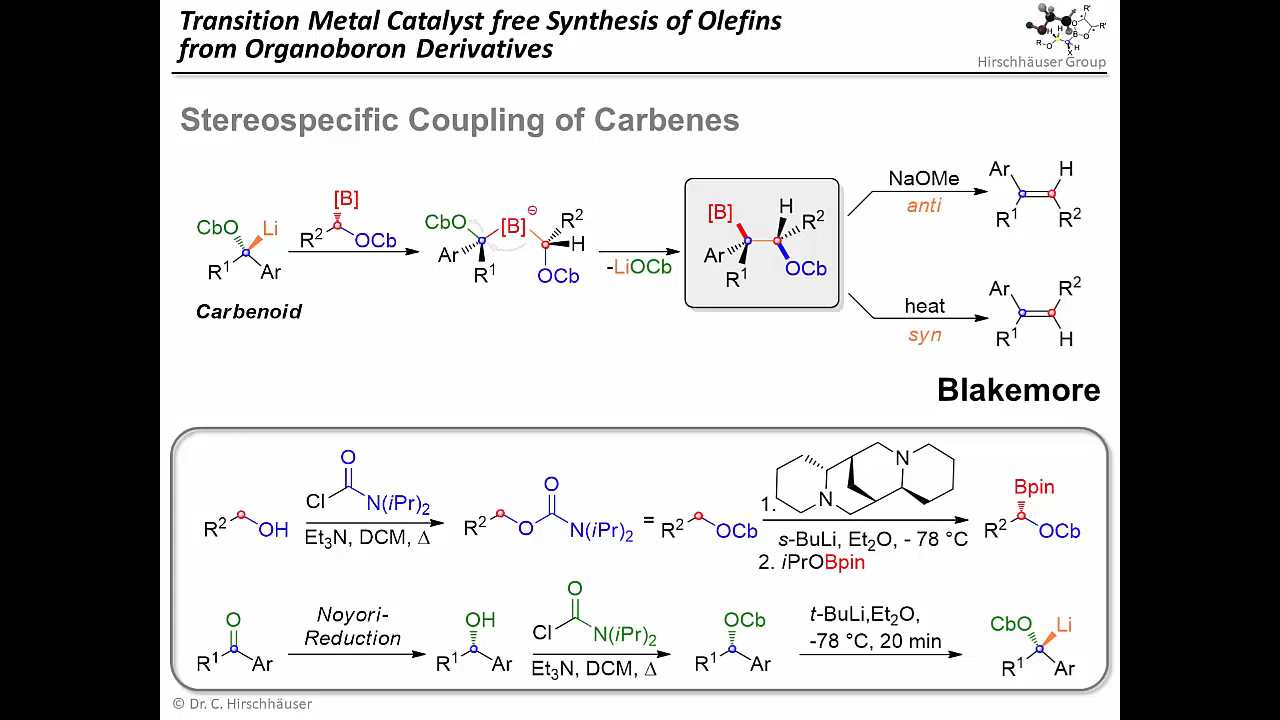 Transition Metal Catalyst free Synthesis of Olefins
from Organoboron Derivatives
Hirschhäuser Group
Stereospecific Coupling of Carbenes
CbO Li R¹ Ar
Carbenoid
[B] R² OCb
CbO [B] ⊖ R² H Ar R¹ OCb
-LiOCb
[B] H R² Ar R¹ OCb
NaOMe
anti
Ar H R¹ R²
heat
syn
Ar R² R¹ H
Blakemore
R² OH
O Cl N(iPr)₂
Et₃N, DCM, Δ
R² O O N(iPr)₂
=
R² OCb
N N
1.
s-BuLi, Et₂O, - 78 °C
2. iPrOBpin
Bpin R² OCb
O R¹ Ar
Noyori-
Reduction
OH R¹ Ar
O Cl N(iPr)₂
Et₃N, DCM, Δ
OCb R¹ Ar
t-BuLi,Et₂O,
-78 °C, 20 min
CbO Li R¹ Ar
© Dr. C. Hirschhäuser